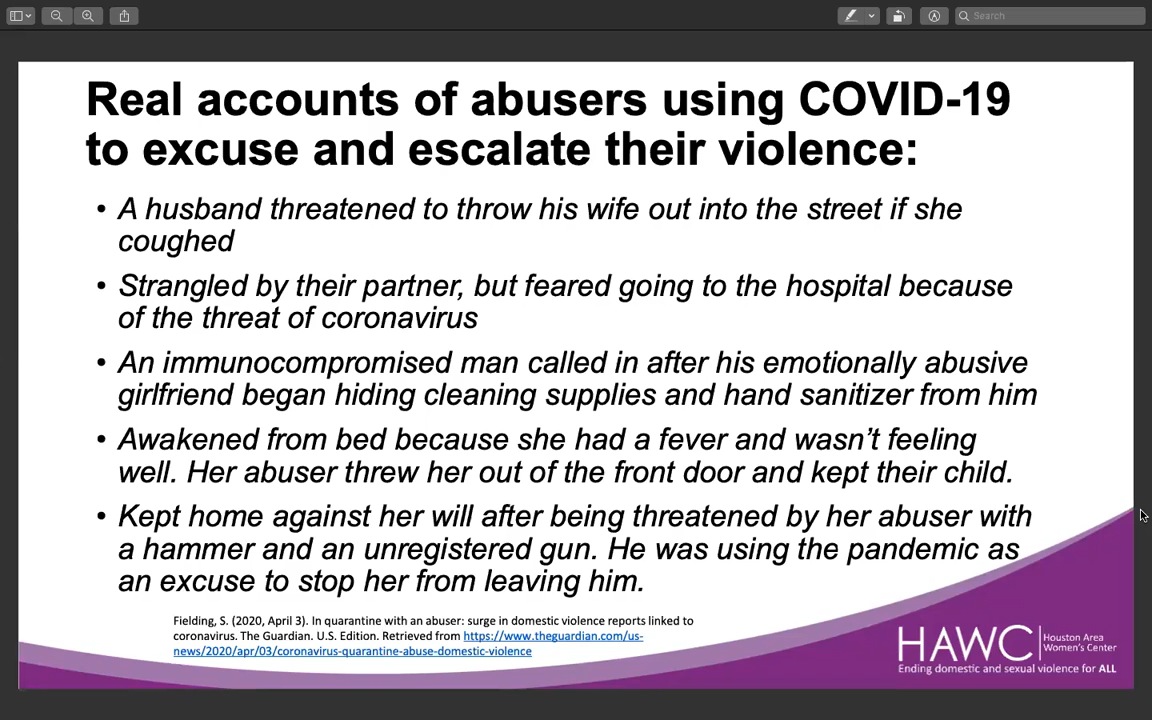 Search
Real accounts of abusers using COVID-19
to excuse and escalate their violence:
• A husband threatened to throw his wife out into the street if she
coughed
• Strangled by their partner, but feared going to the hospital because
of the threat of coronavirus
• An immunocompromised man called in after his emotionally abusive
girlfriend began hiding cleaning supplies and hand sanitizer from him
• Awakened from bed because she had a fever and wasn't feeling
well. Her abuser threw her out of the front door and kept their child.
• Kept home against her will after being threatened by her abuser with
a hammer and an unregistered gun. He was using the pandemic as
an excuse to stop her from leaving him.
Fielding, S. (2020, April 3). In quarantine with an abuser: surge in domestic violence reports linked to
coronavirus. The Guardian. U.S. Edition. Retrieved from https://www.theguardian.com/us-
news/2020/apr/03/coronavirus-quarantine-abuse-domestic-violence
HAWC
Houston Area
Women's Center
Ending domestic and sexual violence for ALL